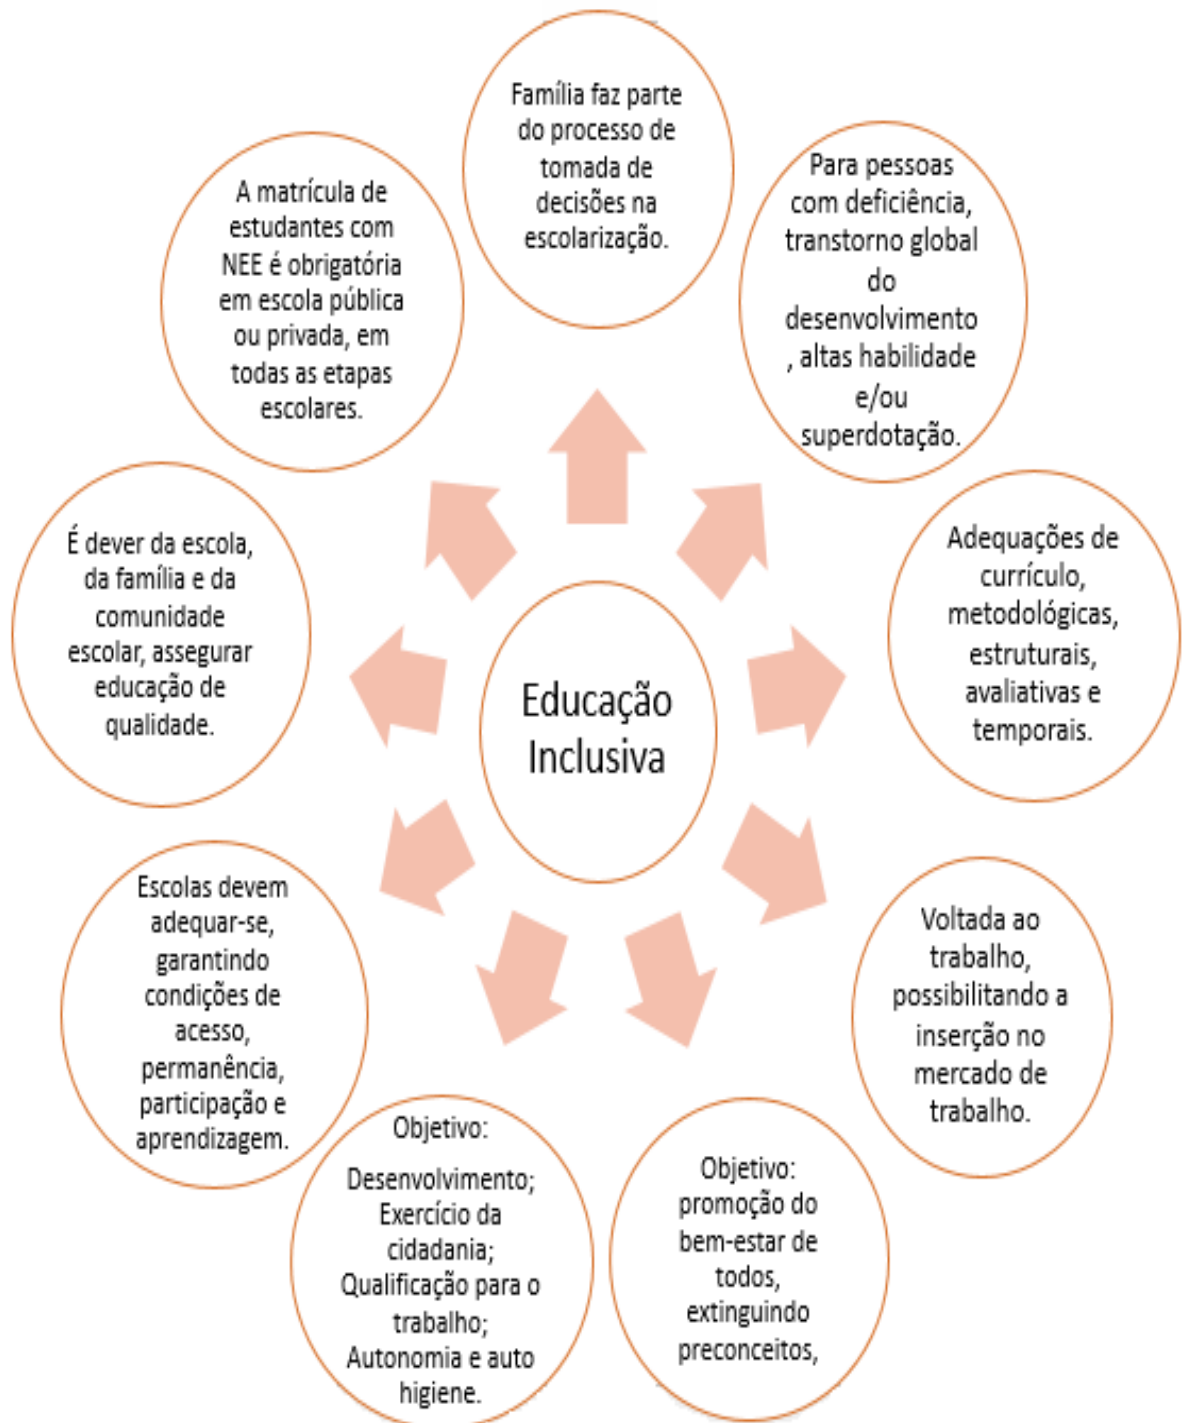 Família faz parte
do processo de
tomada de
decisões na
escolarização.
Para pessoas
com deficiência,
transtorno global
do
desenvolvimento
, altas habilidade
e/ou
superdotação.
Adequações de
currículo,
metodológicas,
estruturais,
avaliativas e
temporais.
Voltada ao
trabalho,
possibilitando a
inserção no
mercado de
trabalho.
Objetivo:
promoção do
bem-estar de
todos,
extinguindo
preconceitos,
Objetivo:
Desenvolvimento;
Exercício da
cidadania;
Qualificação para o
trabalho;
Autonomia e auto
higiene.
Escolas devem
adequar-se,
garantindo
condições de
acesso,
permanência,
participação e
aprendizagem.
É dever da escola,
da família e da
comunidade
escolar, assegurar
educação de
qualidade.
A matrícula de
estudantes com
NEE é obrigatória
em escola pública
ou privada, em
todas as etapas
escolares.
Educação
Inclusiva